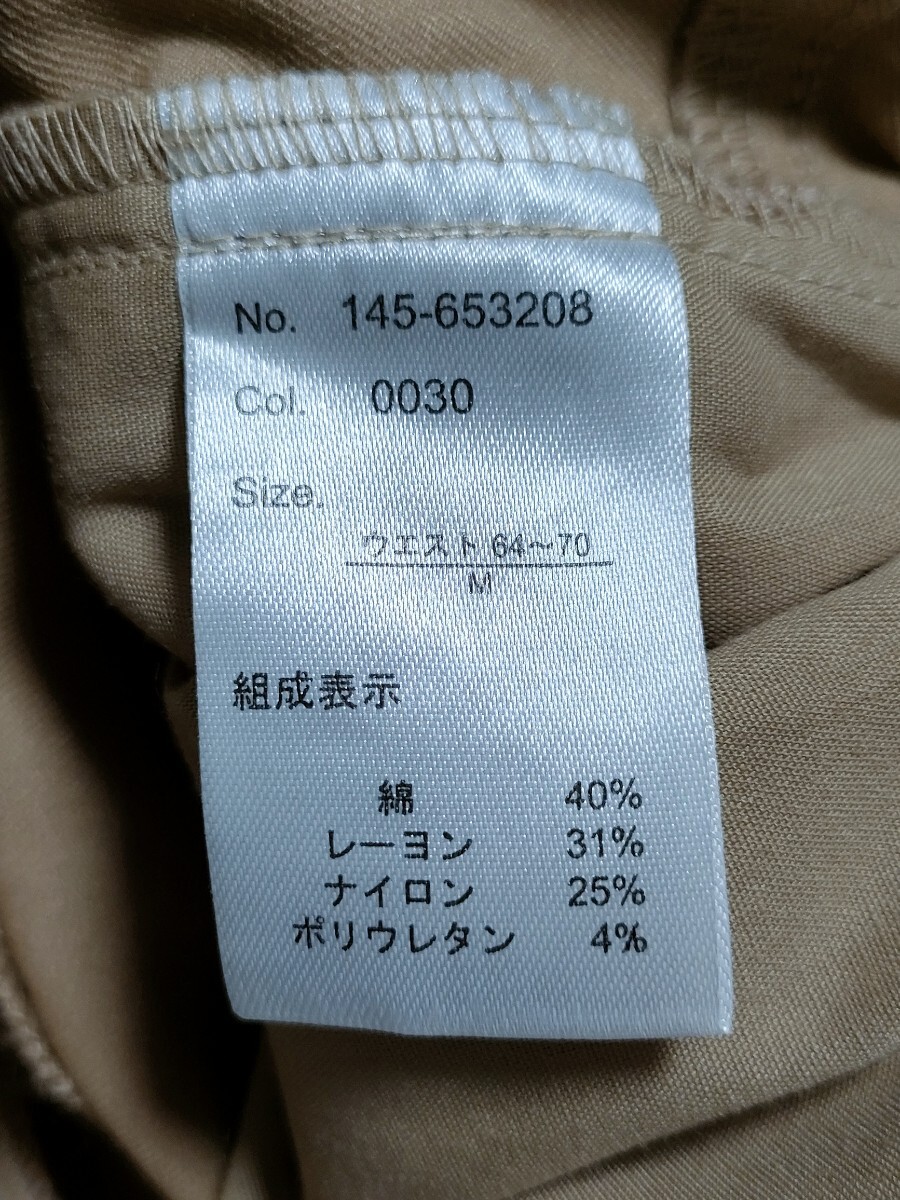 No. 145-653208
Col. 0030
Size.
ウエスト 64~70
M
組成表示
綿 40%
レーヨン 31%
ナイロン 25%
ポリウレタン 4%